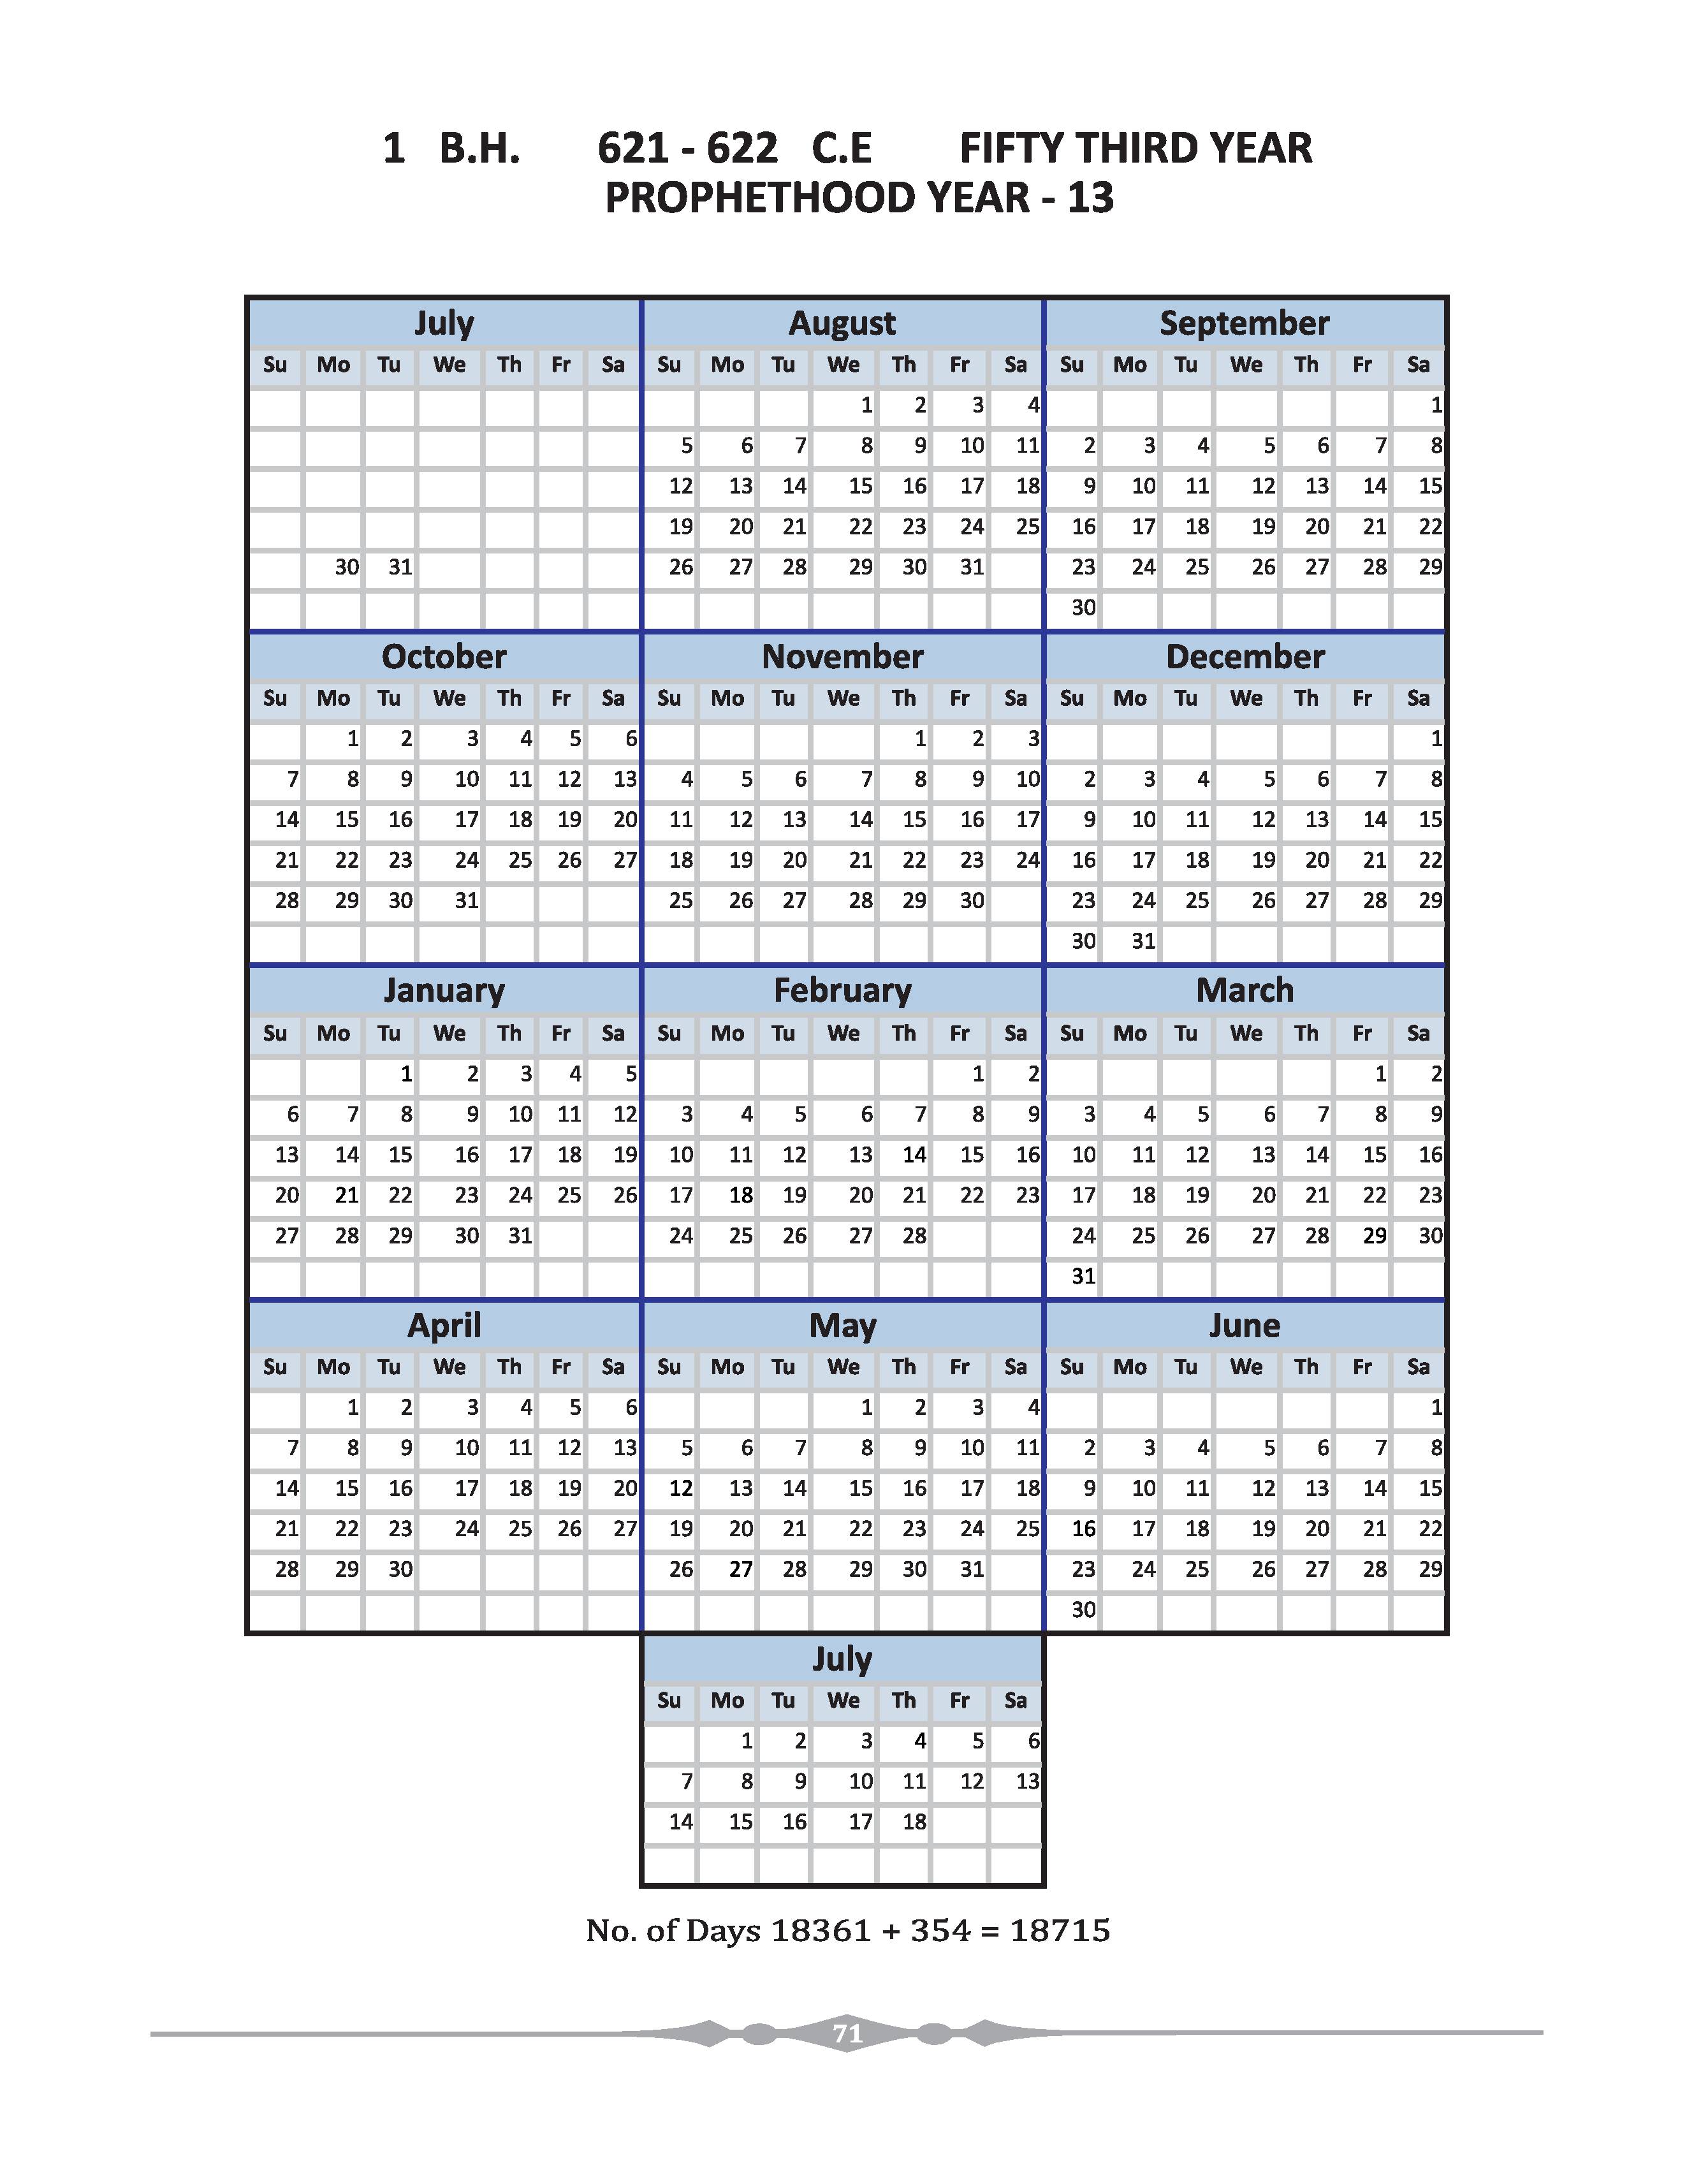 1 B.H. 621 - 622 C.E FIFTY THIRD YEAR
PROPHETHOOD YEAR - 13
July August September
Su Mo Tu We Th Fr Sa Su Mo Tu We Th Fr Sa Su Mo Tu We Th Fr Sa
1 2 3 4 1
5 6 7 8 9 10 11 2 3 4 5 6 7 8
12 13 14 15 16 17 18 9 10 11 12 13 14 15
19 20 21 22 23 24 25 16 17 18 19 20 21 22
30 31 26 27 28 29 30 31 23 24 25 26 27 28 29
30
October November December
Su Mo Tu We Th Fr Sa Su Mo Tu We Th Fr Sa Su Mo Tu We Th Fr Sa
1 2 3 4 5 6 1 2 3 1
7 8 9 10 11 12 13 4 5 6 7 8 9 10 2 3 4 5 6 7 8
14 15 16 17 18 19 20 11 12 13 14 15 16 17 9 10 11 12 13 14 15
21 22 23 24 25 26 27 18 19 20 21 22 23 24 16 17 18 19 20 21 22
28 29 30 31 25 26 27 28 29 30 23 24 25 26 27 28 29
30 31
January February March
Su Mo Tu We Th Fr Sa Su Mo Tu We Th Fr Sa Su Mo Tu We Th Fr Sa
1 2 3 4 5 1 2 1 2
6 7 8 9 10 11 12 3 4 5 6 7 8 9 3 4 5 6 7 8 9
13 14 15 16 17 18 19 10 11 12 13 14 15 16 10 11 12 13 14 15 16
20 21 22 23 24 25 26 17 18 19 20 21 22 23 17 18 19 20 21 22 23
27 28 29 30 31 24 25 26 27 28 24 25 26 27 28 29 30
31
April May June
Su Mo Tu We Th Fr Sa Su Mo Tu We Th Fr Sa Su Mo Tu We Th Fr Sa
1 2 3 4 5 6 1 2 3 4 1
7 8 9 10 11 12 13 5 6 7 8 9 10 11 2 3 4 5 6 7 8
14 15 16 17 18 19 20 12 13 14 15 16 17 18 9 10 11 12 13 14 15
21 22 23 24 25 26 27 19 20 21 22 23 24 25 16 17 18 19 20 21 22
28 29 30 26 27 28 29 30 31 23 24 25 26 27 28 29
30
July
Su Mo Tu We Th Fr Sa
1 2 3 4 5 6
7 8 9 10 11 12 13
14 15 16 17 18
No. of Days 18361 + 354 = 18715
71